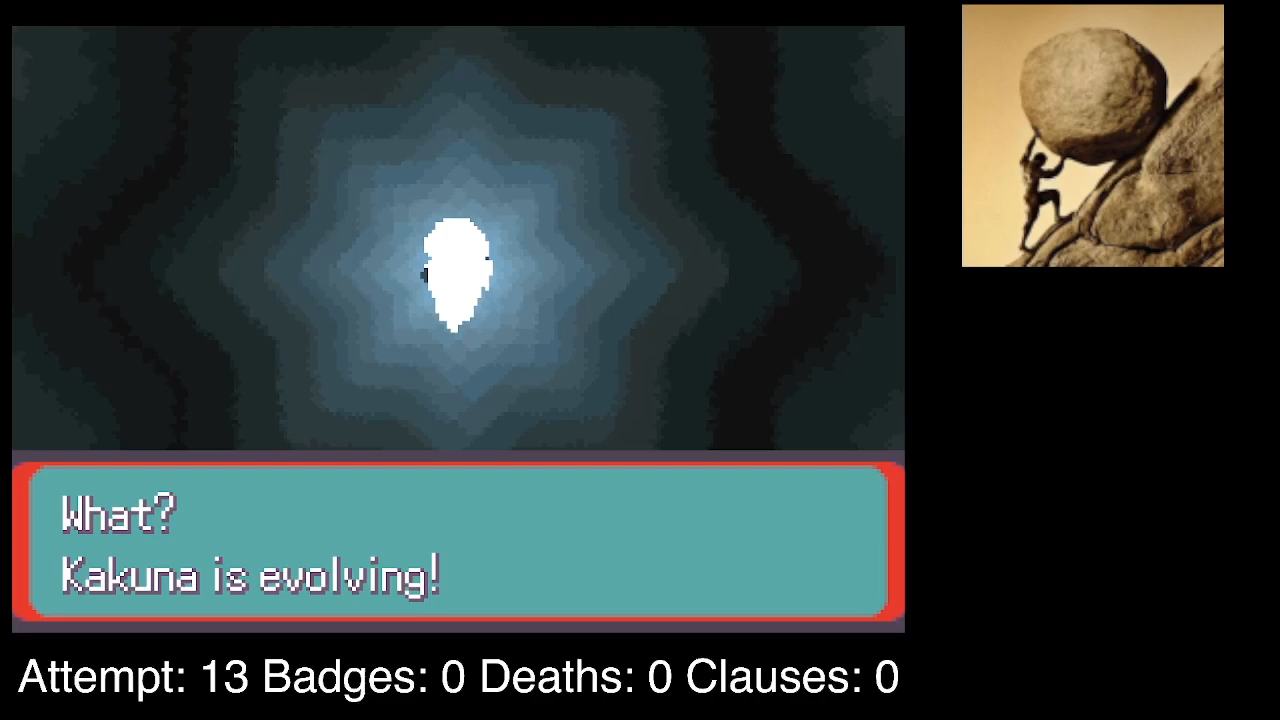 What?
Kakuna is evolving!
Attempt: 13 Badges: 0 Deaths: 0 Clauses: 0